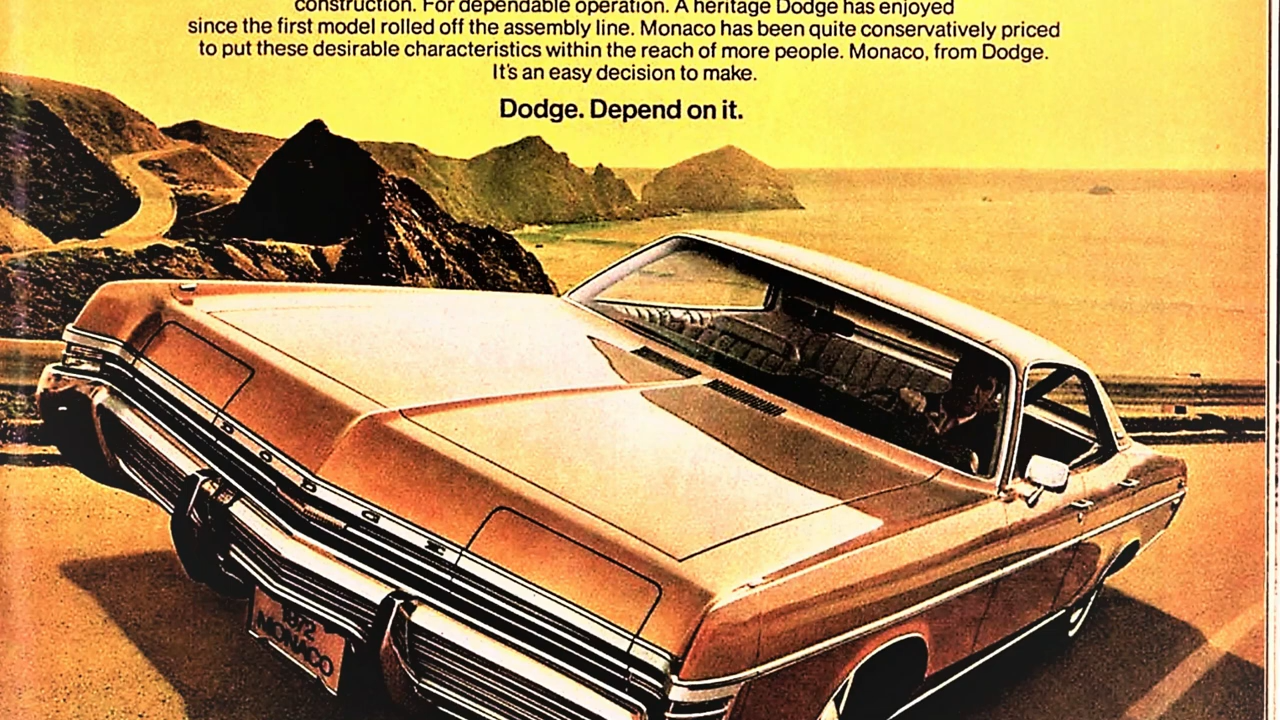 construction. For dependable operation. A heritage Dodge has enjoyed
since the first model rolled off the assembly line. Monaco has been quite conservatively priced
to put these desirable characteristics within the reach of more people. Monaco, from Dodge.
It's an easy decision to make.
Dodge. Depend on it.
DODGE
1972
MONACO